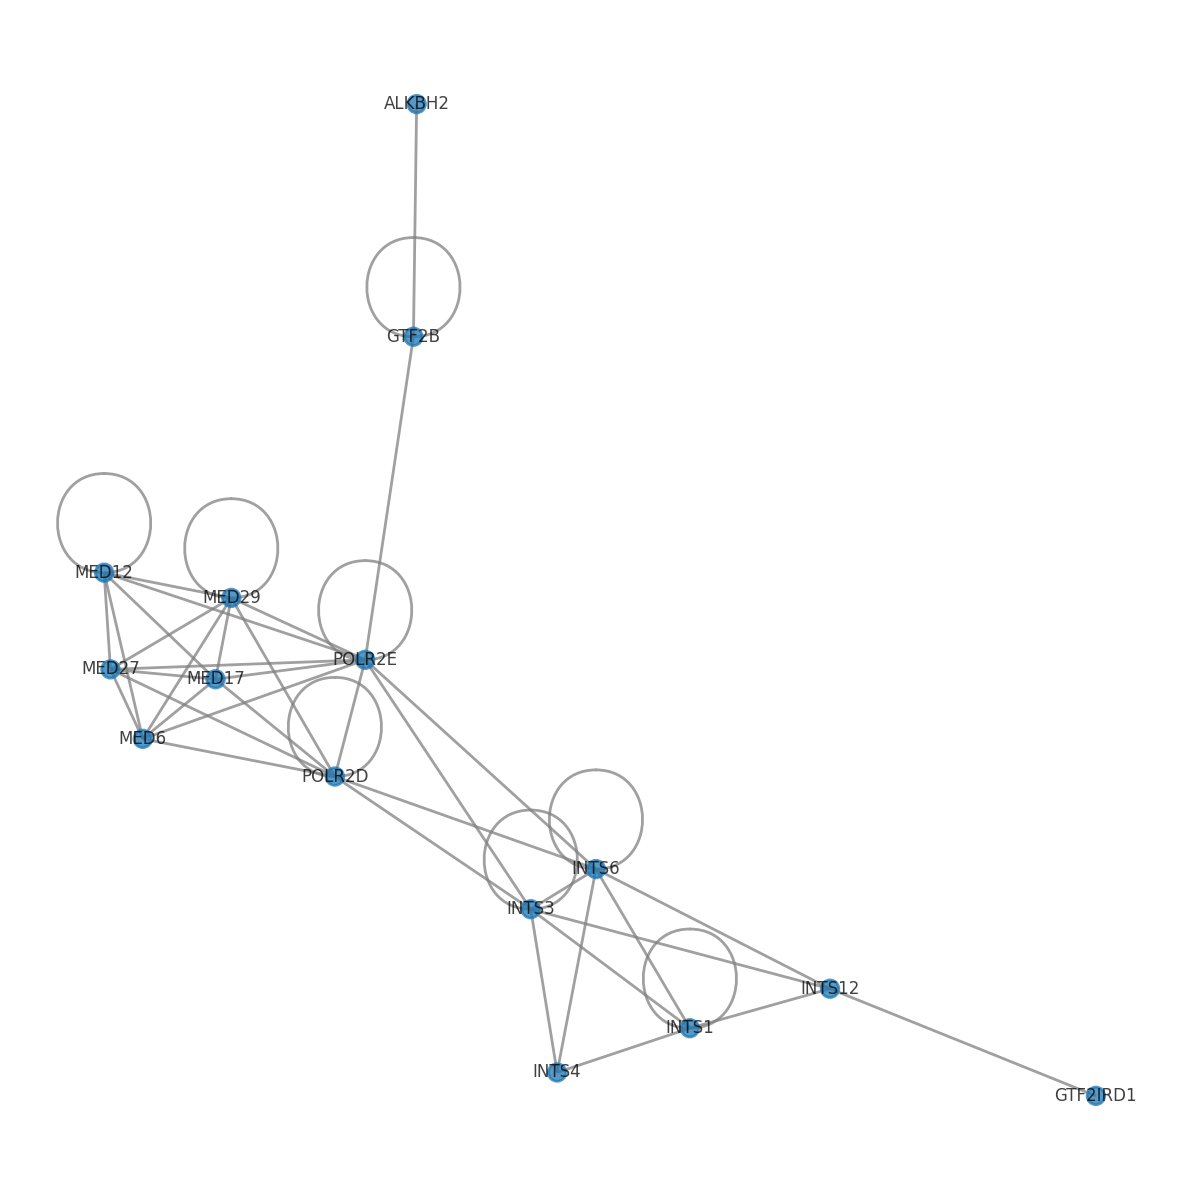 ALKBH2
GTF2B
MED12
MED29
POLR2E
MED27
MED17
MED6
POLR2D
INTS6
INTS3
INTS12
INTS1
INTS4
GTF2IRD1